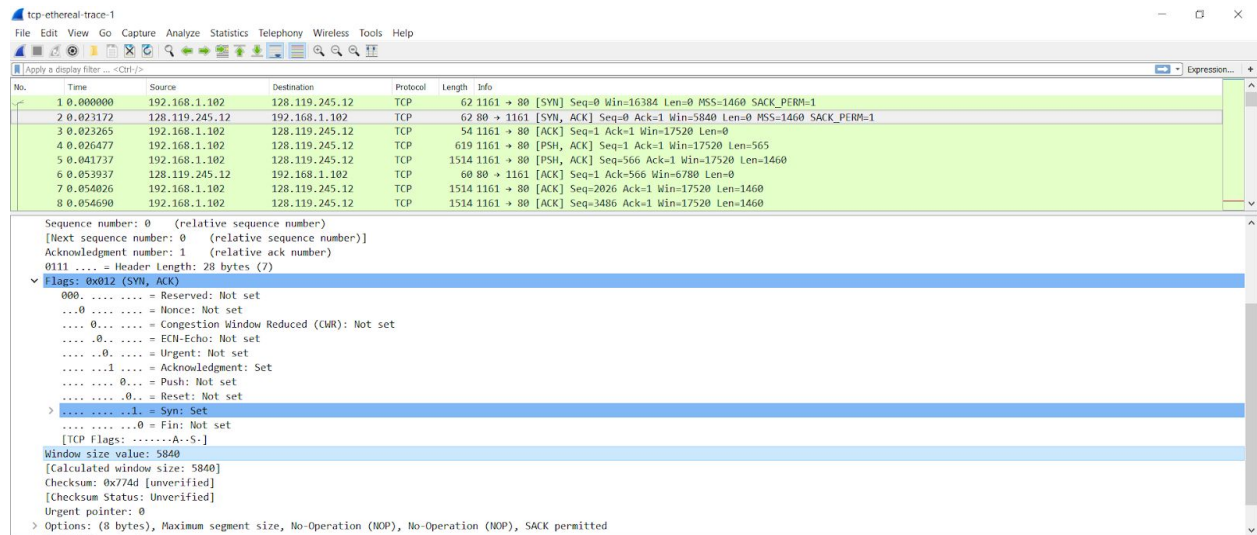 tcp-ethereal-trace-1
File Edit View Go Capture Analyze Statistics Telephony Wireless Tools Help
Apply a display filter ... <Ctrl-/> Expression... +
No. Time Source Destination Protocol Length Info
1 0.000000 192.168.1.102 128.119.245.12 TCP 62 1161 → 80 [SYN] Seq=0 Win=16384 Len=0 MSS=1460 SACK_PERM=1
2 0.023172 128.119.245.12 192.168.1.102 TCP 62 80 → 1161 [SYN, ACK] Seq=0 Ack=1 Win=5840 Len=0 MSS=1460 SACK_PERM=1
3 0.023265 192.168.1.102 128.119.245.12 TCP 54 1161 → 80 [ACK] Seq=1 Ack=1 Win=17520 Len=0
4 0.026477 192.168.1.102 128.119.245.12 TCP 619 1161 → 80 [PSH, ACK] Seq=1 Ack=1 Win=17520 Len=565
5 0.041737 192.168.1.102 128.119.245.12 TCP 1514 1161 → 80 [PSH, ACK] Seq=566 Ack=1 Win=17520 Len=1460
6 0.053937 128.119.245.12 192.168.1.102 TCP 60 80 → 1161 [ACK] Seq=1 Ack=566 Win=6780 Len=0
7 0.054026 192.168.1.102 128.119.245.12 TCP 1514 1161 → 80 [ACK] Seq=2026 Ack=1 Win=17520 Len=1460
8 0.054690 192.168.1.102 128.119.245.12 TCP 1514 1161 → 80 [ACK] Seq=3486 Ack=1 Win=17520 Len=1460
Sequence number: 0 (relative sequence number)
[Next sequence number: 0 (relative sequence number)]
Acknowledgment number: 1 (relative ack number)
0111 .... = Header Length: 28 bytes (7)
Flags: 0x012 (SYN, ACK)
000. .... .... = Reserved: Not set
...0 .... .... = Nonce: Not set
.... 0... .... = Congestion Window Reduced (CWR): Not set
.... .0.. .... = ECN-Echo: Not set
.... ..0. .... = Urgent: Not set
.... ...1 .... = Acknowledgment: Set
.... .... 0... = Push: Not set
.... .... .0.. = Reset: Not set
.... .... ..1. = Syn: Set
.... .... ...0 = Fin: Not set
[TCP Flags: ·······A··S·]
Window size value: 5840
[Calculated window size: 5840]
Checksum: 0x774d [unverified]
[Checksum Status: Unverified]
Urgent pointer: 0
Options: (8 bytes), Maximum segment size, No-Operation (NOP), No-Operation (NOP), SACK permitted